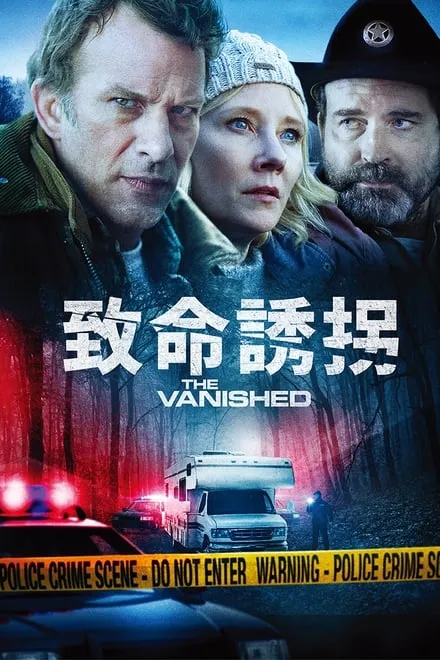 致命誘拐
THE
VANISHED
POLICE CRIME SCENE - DO NOT ENTER WARNING - POLICE CRIME SC